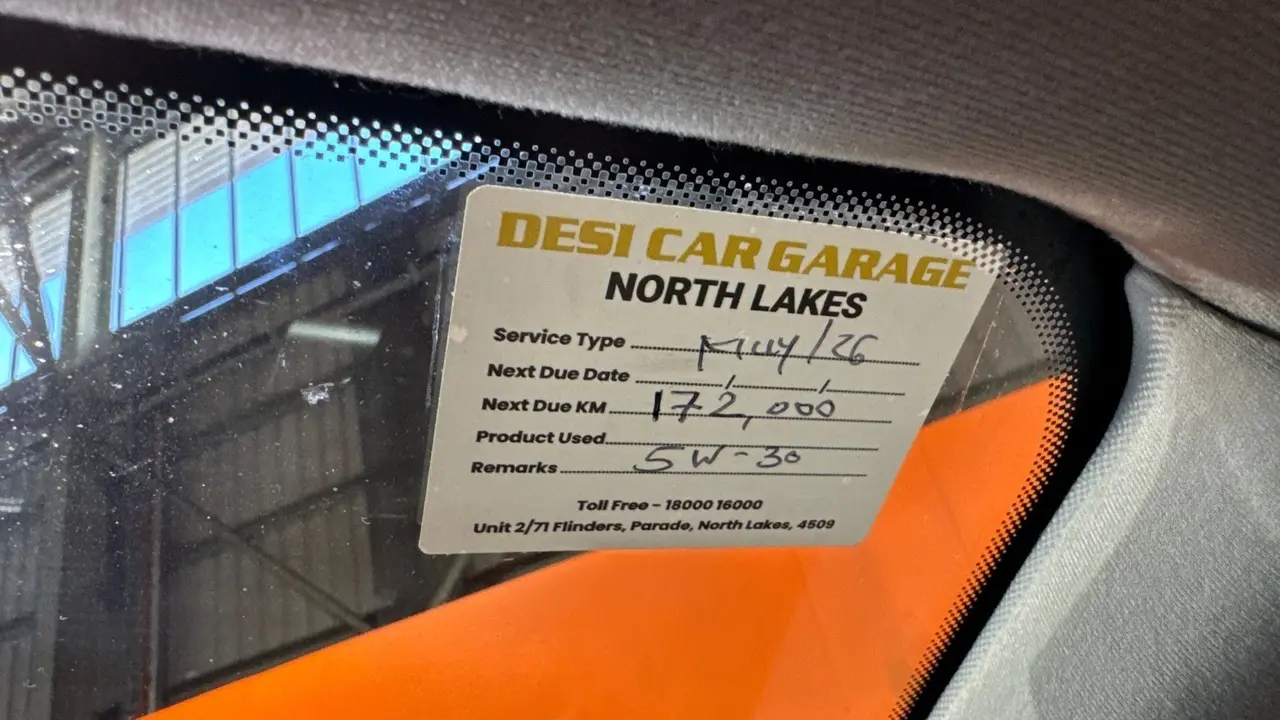 DESI CAR GARAGE
NORTH LAKES
Service Type May/26
Next Due Date / /
Next Due KM 172,000
Product Used
Remarks 5W-30
Toll Free - 18000 16000
Unit 2/71 Flinders, Parade, North Lakes, 4509